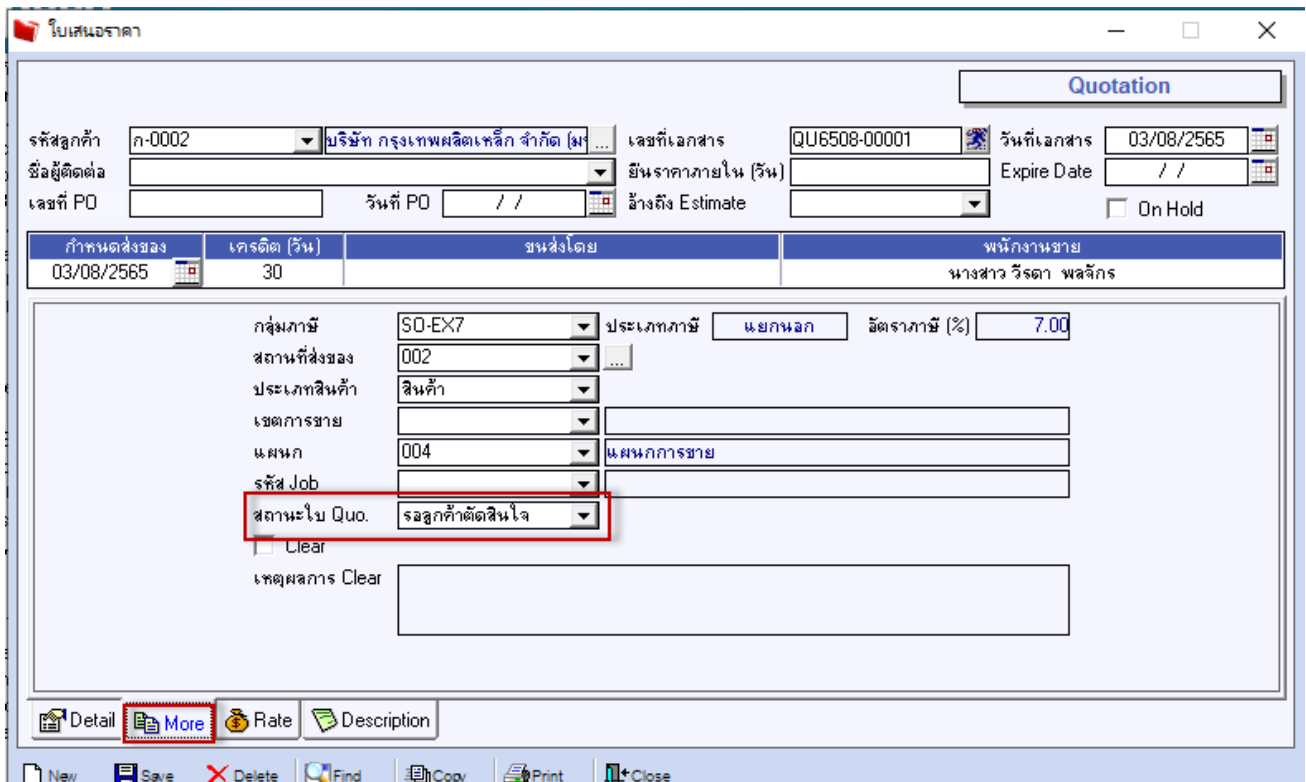 ใบเสนอราคา
Quotation
รหัสลูกค้า ก-0002 บริษัท กรุงเทพผลิตเหล็ก จำกัด ... เลขที่เอกสาร QU6508-00001 วันที่เอกสาร 03/08/2565
ชื่อผู้ติดต่อ ยืนราคาภายใน (วัน) Expire Date / /
เลขที่ PO วันที่ PO / / อ้างถึง Estimate On Hold
กำหนดส่งของ เครดิต (วัน) ขนส่งโดย พนักงานขาย
03/08/2565 30 นางสาว วีรดา พลจักร
กลุ่มภาษี SO-EX7 ประเภทภาษี แยกนอก อัตราภาษี (%) 7.00
สถานที่ส่งของ 002 ...
ประเภทสินค้า สินค้า
เขตการขาย
แผนก 004 แผนกการขาย
รหัส Job
สถานะใบ Quo. รอลูกค้าตัดสินใจ
Clear
เหตุผลการ Clear
Detail More Rate Description
New Save Delete Find Copy Print Close